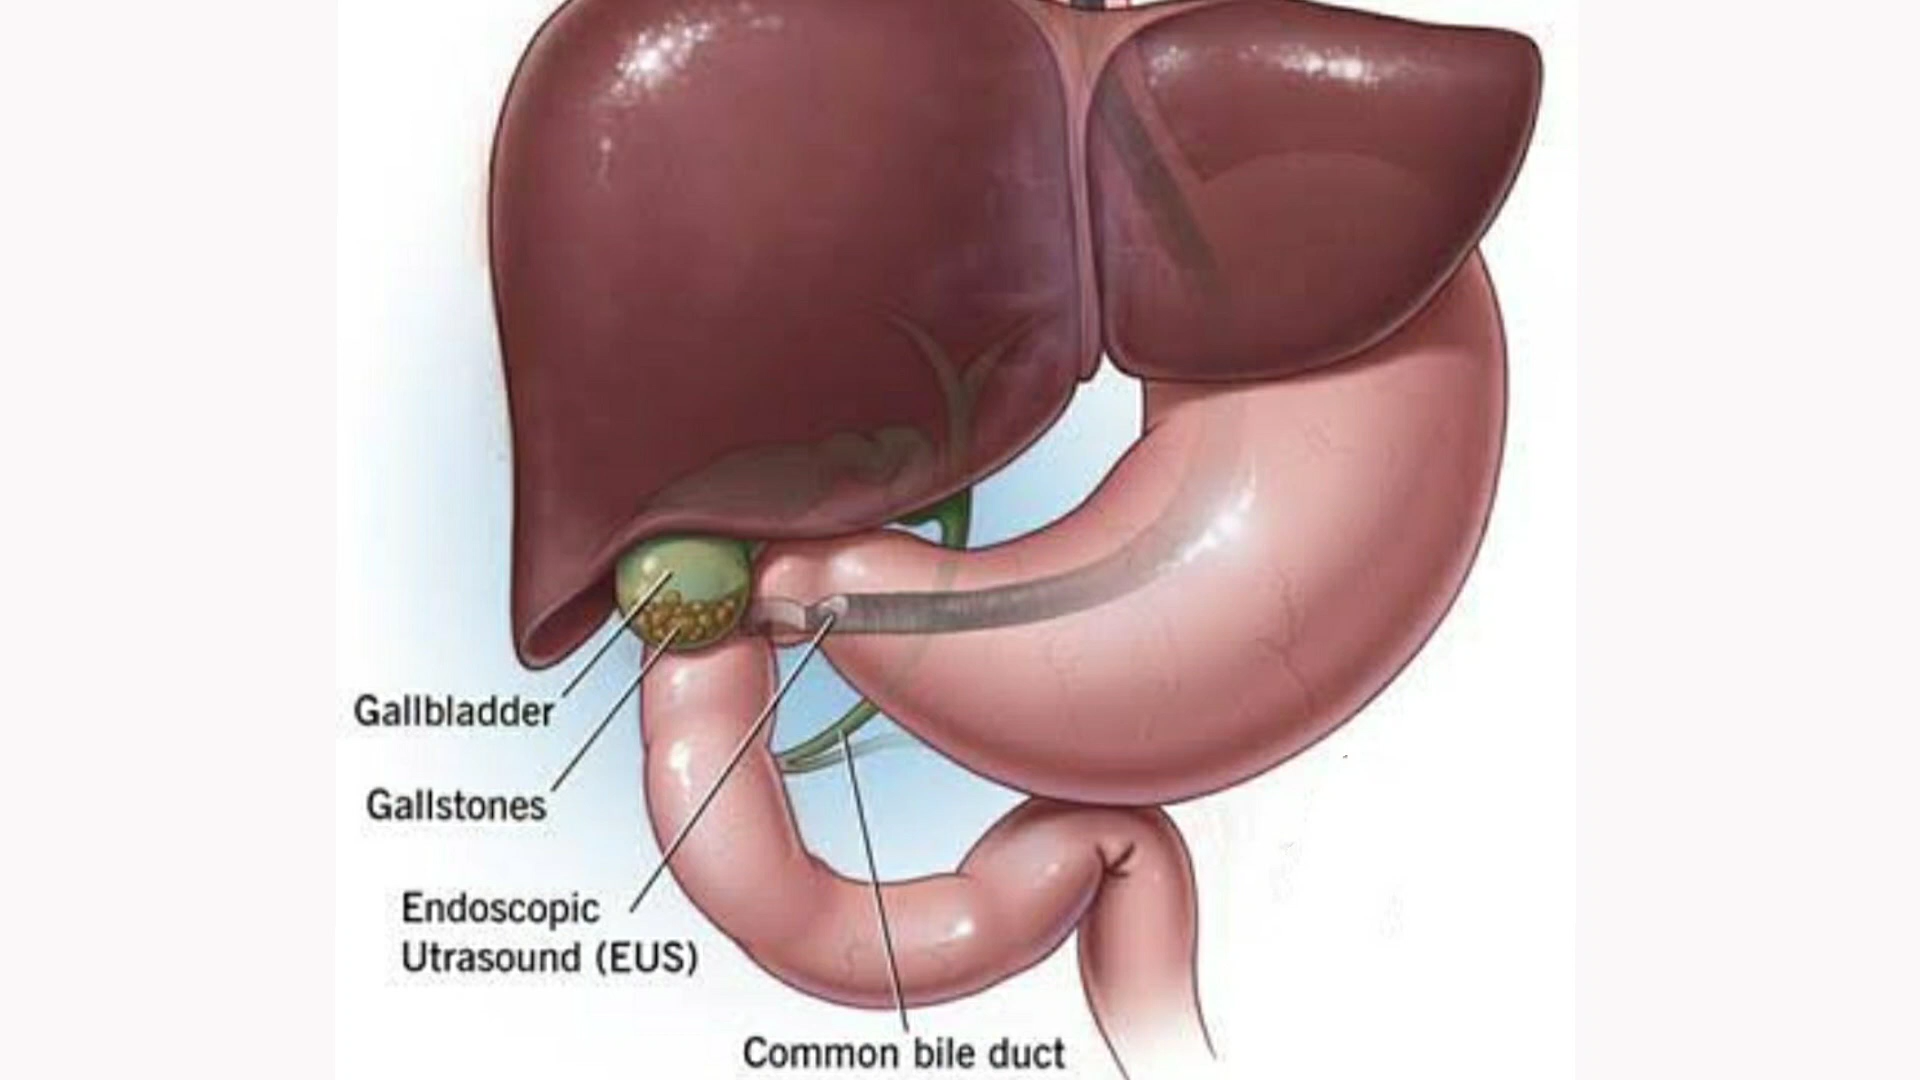 Gallbladder
Gallstones
Endoscopic
Utrasound (EUS)
Common bile duct